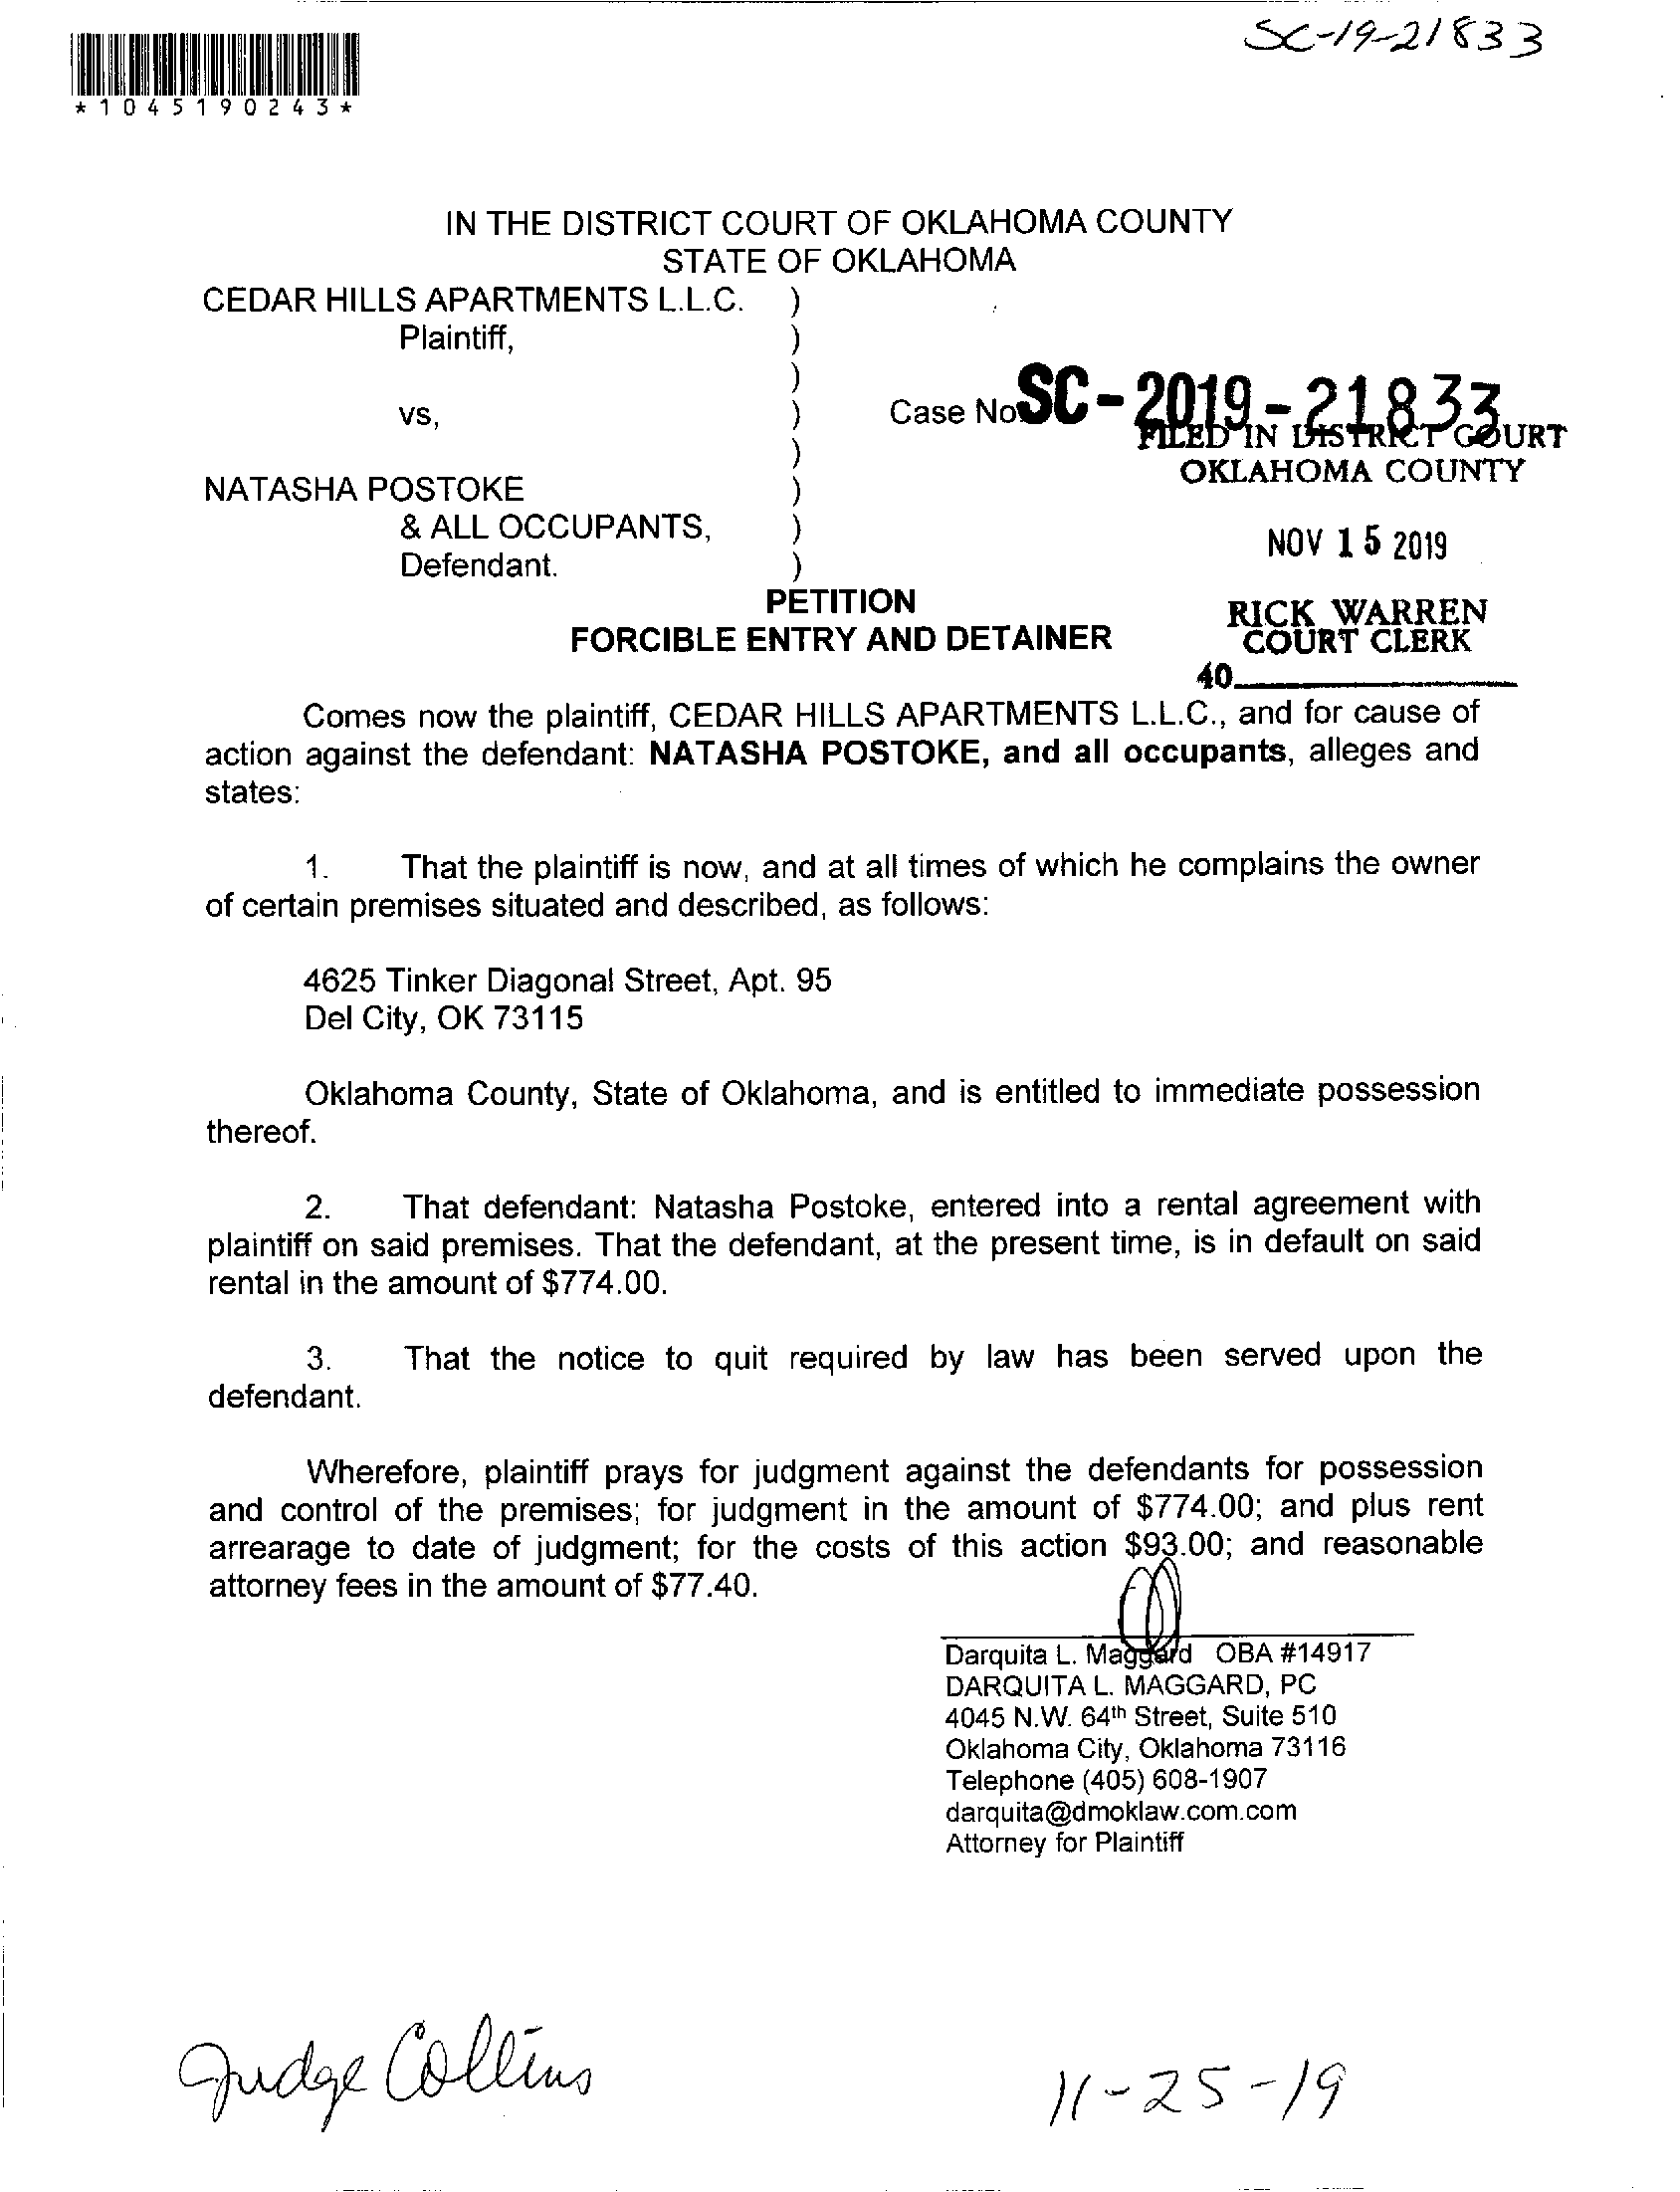 SC-19-21833
*1045190243*
IN THE DISTRICT COURT OF OKLAHOMA COUNTY
STATE OF OKLAHOMA
CEDAR HILLS APARTMENTS L.L.C. )
Plaintiff, )
)
vs, ) Case No SC-2019-21833
) FILED IN DISTRICT COURT
OKLAHOMA COUNTY
NATASHA POSTOKE )
& ALL OCCUPANTS, )
NOV 15 2019
Defendant. )
PETITION
RICK WARREN
FORCIBLE ENTRY AND DETAINER
COURT CLERK
40
Comes now the plaintiff, CEDAR HILLS APARTMENTS L.L.C., and for cause of
action against the defendant: NATASHA POSTOKE, and all occupants, alleges and
states:
1. That the plaintiff is now, and at all times of which he complains the owner
of certain premises situated and described, as follows:
4625 Tinker Diagonal Street, Apt. 95
Del City, OK 73115
Oklahoma County, State of Oklahoma, and is entitled to immediate possession
thereof.
2. That defendant: Natasha Postoke, entered into a rental agreement with
plaintiff on said premises. That the defendant, at the present time, is in default on said
rental in the amount of $774.00.
3. That the notice to quit required by law has been served upon the
defendant.
Wherefore, plaintiff prays for judgment against the defendants for possession
and control of the premises; for judgment in the amount of $774.00; and plus rent
arrearage to date of judgment; for the costs of this action $93.00; and reasonable
attorney fees in the amount of $77.40.
Darquita L. Maggard OBA #14917
DARQUITA L. MAGGARD, PC
4045 N.W. 64th Street, Suite 510
Oklahoma City, Oklahoma 73116
Telephone (405) 608-1907
darquita@dmoklaw.com.com
Attorney for Plaintiff
Judge Collins 11-25-19